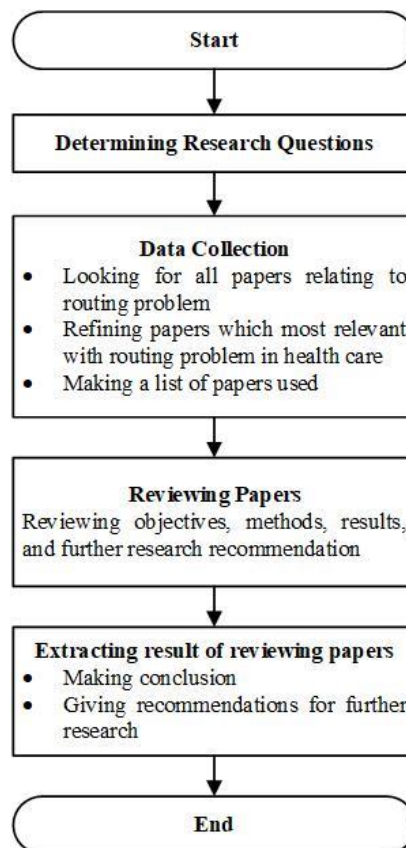 Start
Determining Research Questions
Data Collection
• Looking for all papers relating to
routing problem
• Refining papers which most relevant
with routing problem in health care
• Making a list of papers used
Reviewing Papers
Reviewing objectives, methods, results,
and further research recommendation
Extracting result of reviewing papers
• Making conclusion
• Giving recommendations for further
research
End